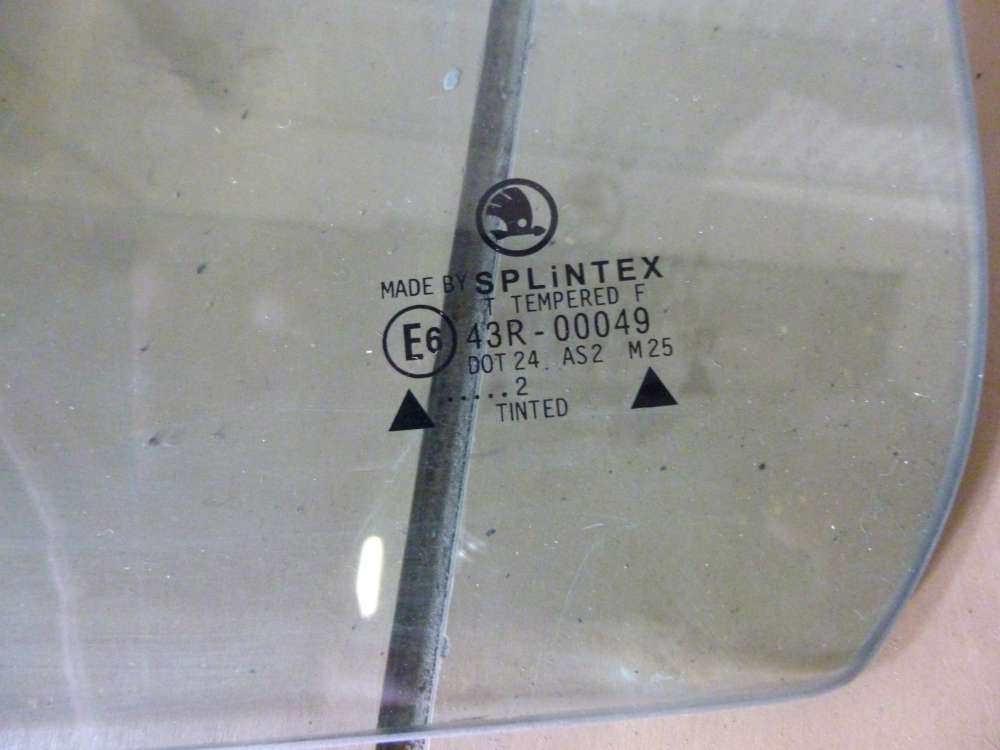 MADE BY SPLiNTEX
T TEMPERED F
E6 43R-00049
DOT 24. AS2 M25
.....2
TINTED